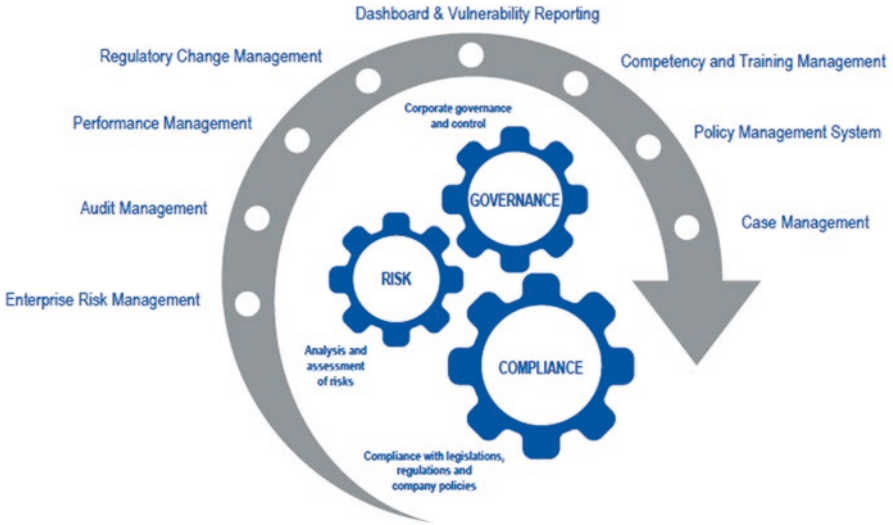 Dashboard & Vulnerability Reporting
Regulatory Change Management
Competency and Training Management
Performance Management
Policy Management System
Audit Management
Case Management
Enterprise Risk Management
Corporate governance
and control
GOVERNANCE
RISK
Analysis and
assessment
of risks
COMPLIANCE
Compliance with legislations,
regulations and
company policies